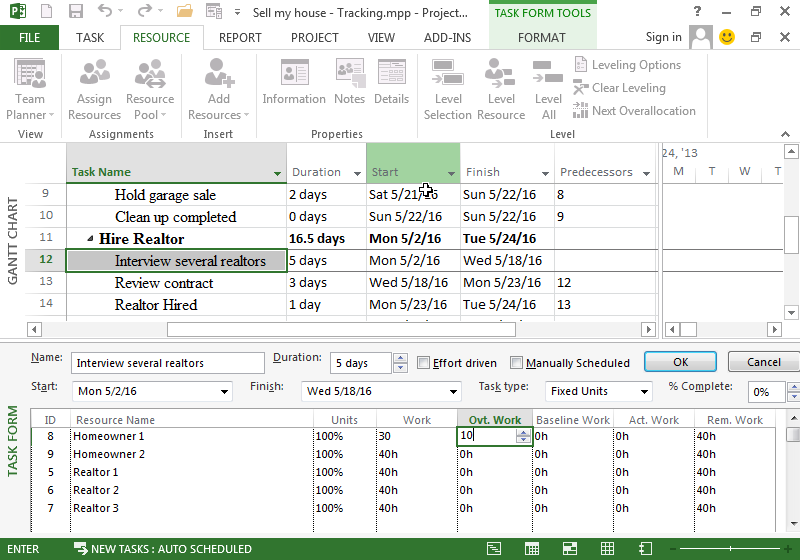 Sell my house - Tracking.mpp - Project...
TASK FORM TOOLS
FILE TASK RESOURCE REPORT PROJECT VIEW ADD-INS FORMAT Sign in
Team Planner
Assign Resources
Resource Pool
Add Resources
Information
Notes
Details
Level Selection
Level Resource
Level All
Leveling Options
Clear Leveling
Next Overallocation
View Assignments Insert Properties Level
GANTT CHART
24, '13
Task Name Duration Start Finish Predecessors M T W T
9 Hold garage sale 2 days Sat 5/21/16 Sun 5/22/16 8
10 Clean up completed 0 days Sun 5/22/16 Sun 5/22/16 9
11 Hire Realtor 16.5 days Mon 5/2/16 Tue 5/24/16
12 Interview several realtors 5 days Mon 5/2/16 Wed 5/18/16
13 Review contract 3 days Wed 5/18/16 Mon 5/23/16 12
14 Realtor Hired 1 day Mon 5/23/16 Tue 5/24/16 13
TASK FORM
Name: Interview several realtors Duration: 5 days Effort driven Manually Scheduled OK Cancel
Start: Mon 5/2/16 Finish: Wed 5/18/16 Task type: Fixed Units % Complete: 0%
ID Resource Name Units Work Ovt. Work Baseline Work Act. Work Rem. Work
8 Homeowner 1 100% 30 10 0h 0h 40h
9 Homeowner 2 100% 40h 0h 0h 0h 40h
5 Realtor 1 100% 40h 0h 0h 0h 40h
6 Realtor 2 100% 40h 0h 0h 0h 40h
7 Realtor 3 100% 40h 0h 0h 0h 40h
ENTER NEW TASKS : AUTO SCHEDULED